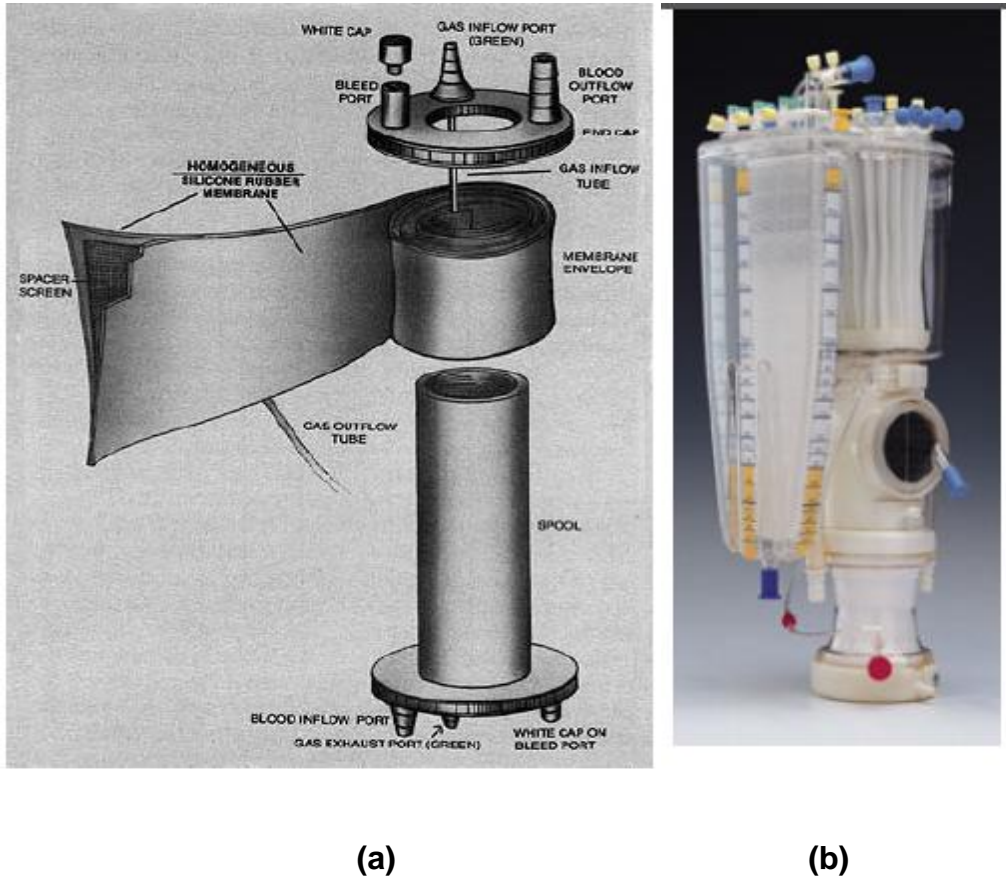 WHITE CAP
GAS INFLOW PORT
(GREEN)
BLEED
PORT
BLOOD
OUTFLOW
PORT
END CAP
GAS INFLOW
TUBE
HOMOGENEOUS
SILICONE RUBBER
MEMBRANE
SPACER
SCREEN
MEMBRANE
ENVELOPE
GAS OUTFLOW
TUBE
SPOOL
BLOOD INFLOW PORT
GAS EXHAUST PORT (GREEN)
WHITE CAP ON
BLEED PORT
(a)
(b)